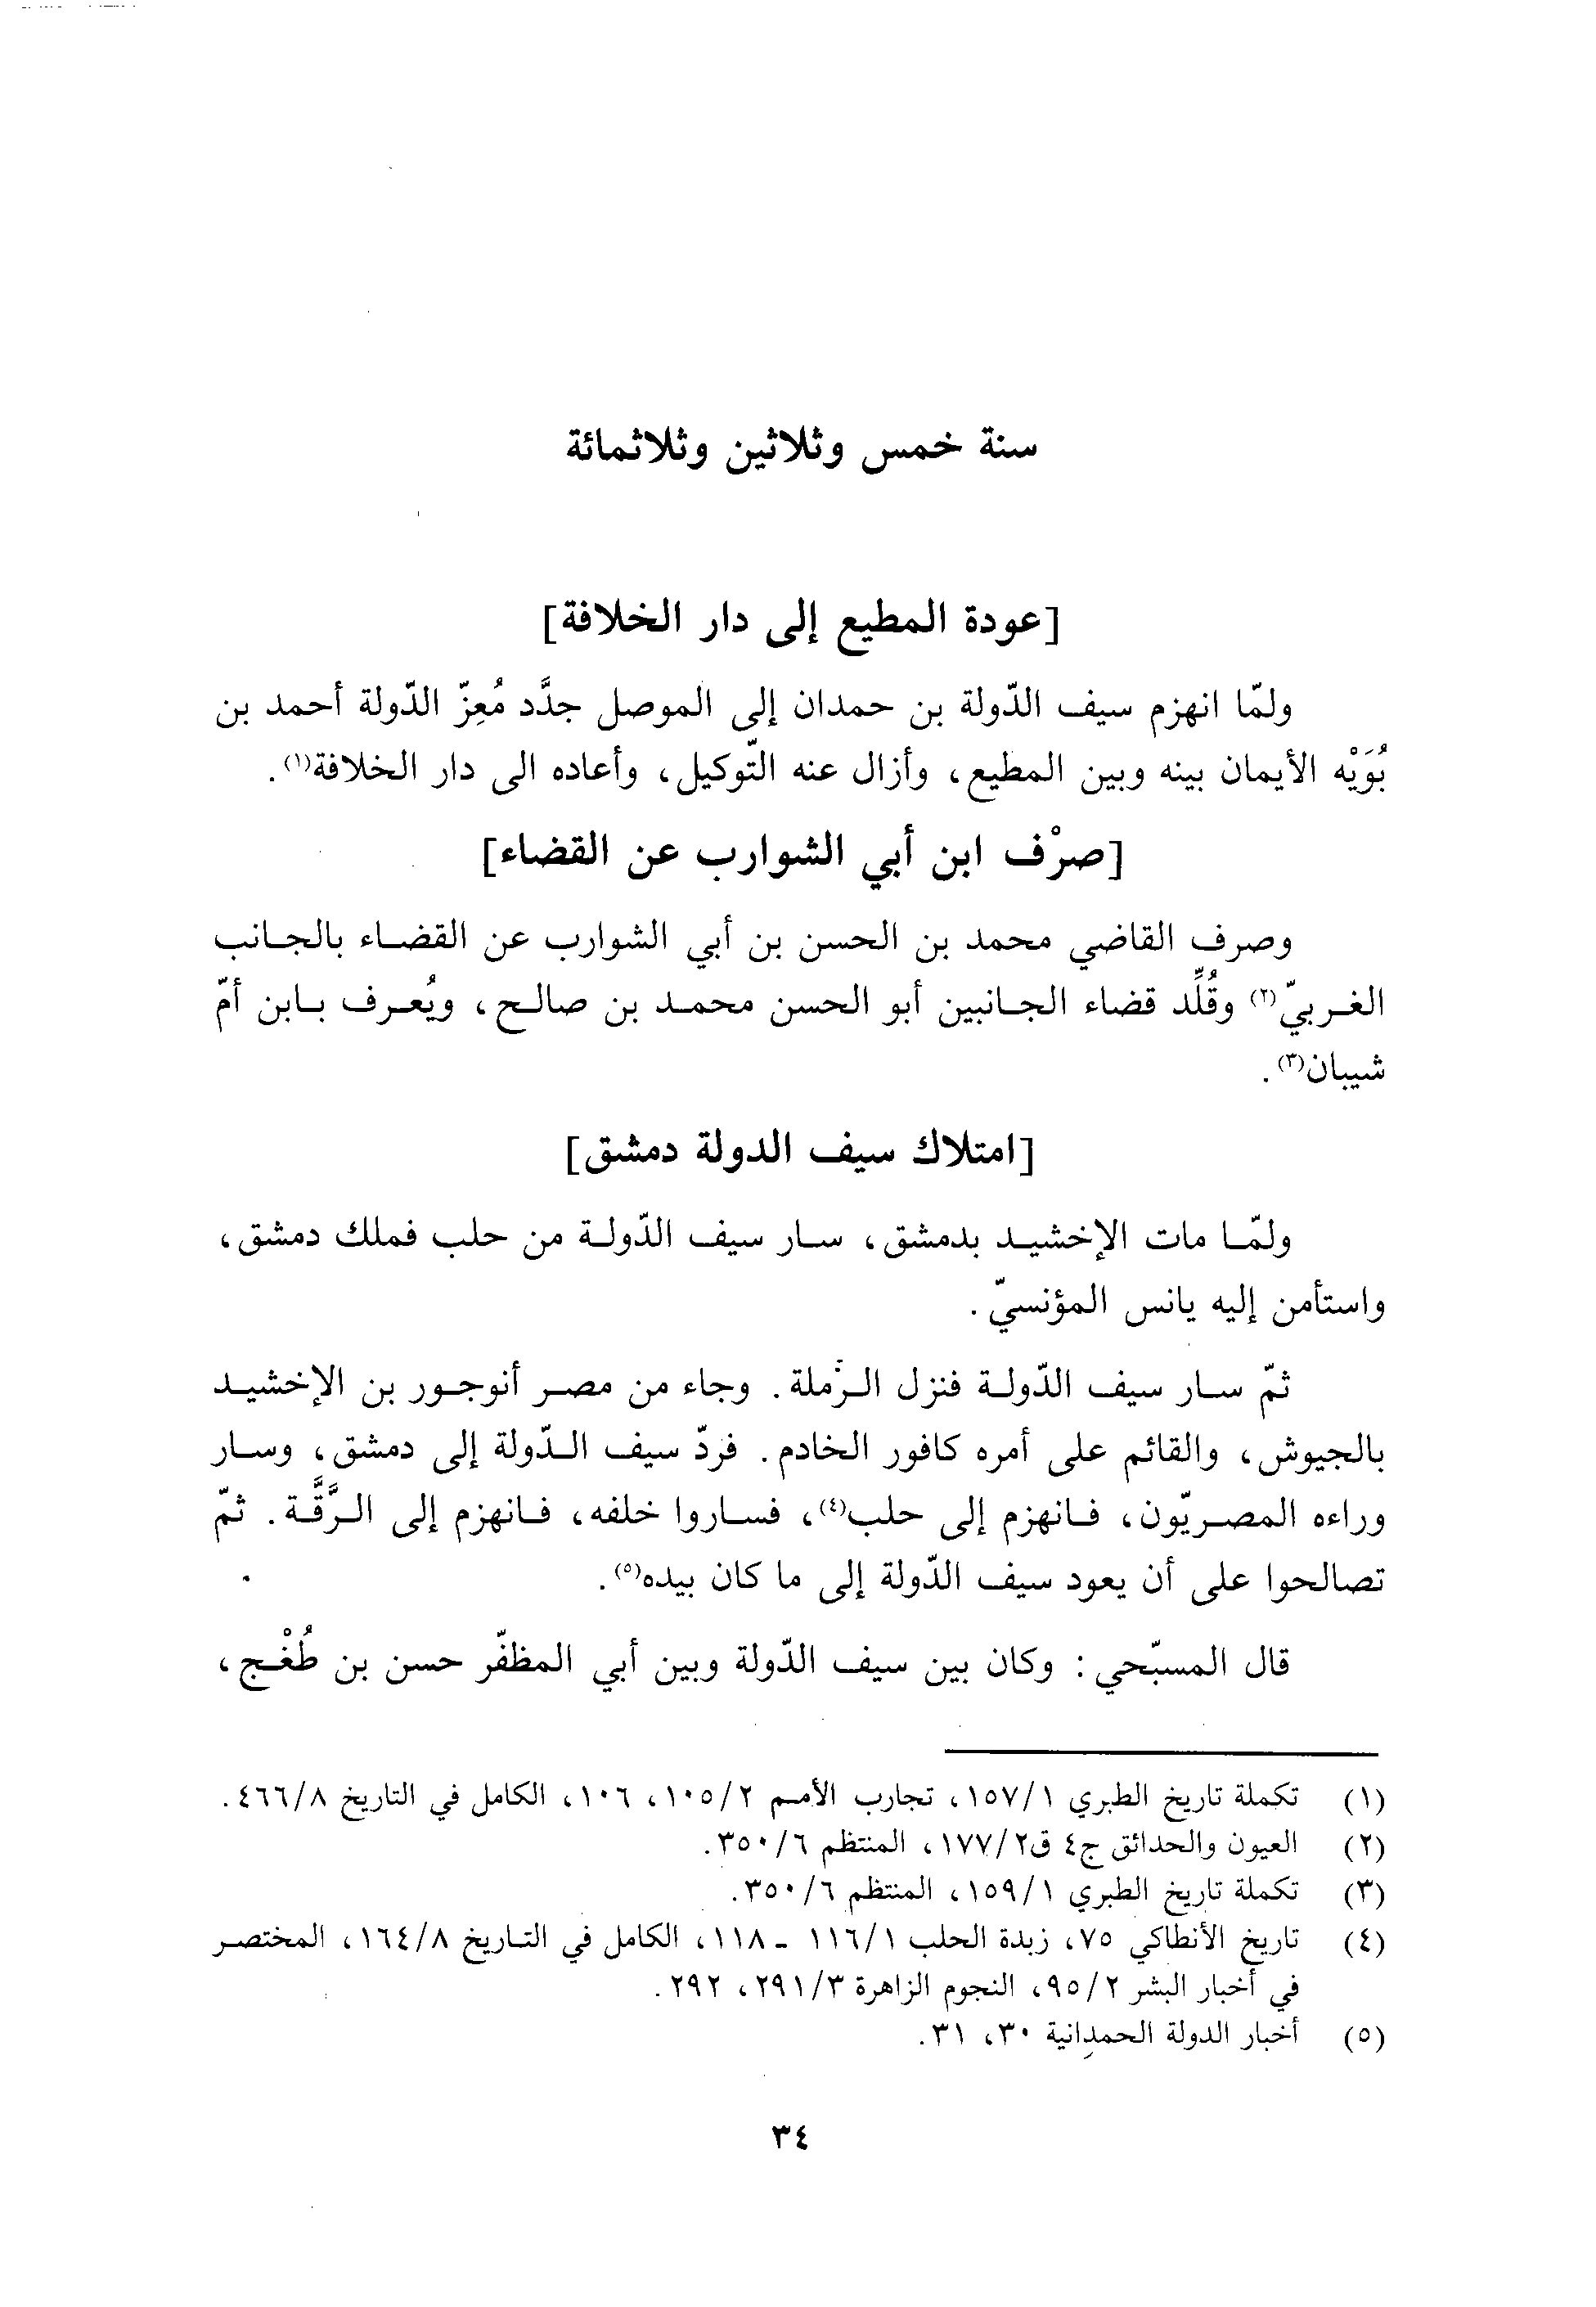 سنة خمس وثلاثين وثلاثمائة
[عودة المطيع إلى دار الخلافة]
ولمّا انهزم سيف الدّولة بن حمدان إلى الموصل جدَّد مُعِزّ الدّولة أحمد بن
بُوَيْه الأيمان بينه وبين المطيع، وأزال عنه التّوكيل، وأعاده الى دار الخلافة(١).
[صرْف ابن أبي الشوارب عن القضاء]
وصرف القاضي محمد بن الحسن بن أبي الشوارب عن القضاء بالجانب
الغربيّ(٢) وقُلِّد قضاء الجانبين أبو الحسن محمد بن صالح، ويُعرف بابن أمّ
شيبان(٣).
[امتلاك سيف الدولة دمشق]
ولمّا مات الإخشيد بدمشق، سار سيف الدّولة من حلب فملك دمشق،
واستأمن إليه يانس المؤنسيّ.
ثمّ سار سيف الدّولة فنزل الرّملة. وجاء من مصر أنوجور بن الإخشيد
بالجيوش، والقائم على أمره كافور الخادم. فردّ سيف الدّولة إلى دمشق، وسار
وراءه المصريّون، فانهزم إلى حلب(٤)، فساروا خلفه، فانهزم إلى الرَّقَّة. ثمّ
تصالحوا على أن يعود سيف الدّولة إلى ما كان بيده(٥).
قال المسبّحي: وكان بين سيف الدّولة وبين أبي المظفّر حسن بن طُغْج،
(١) تكملة تاريخ الطبري ١/١٥٧، تجارب الأمم ٢/١٠٥، ١٠٦، الكامل في التاريخ ٨/٤٦٦.
(٢) العيون والحدائق ج٤ ق٢/١٧٧، المنتظم ٦/٣٥٠.
(٣) تكملة تاريخ الطبري ١/١٥٩، المنتظم ٦/٣٥٠.
(٤) تاريخ الأنطاكي ٧٥، زبدة الحلب ١/١١٦ - ١١٨، الكامل في التاريخ ٨/١٦٤، المختصر
في أخبار البشر ٢/٩٥، النجوم الزاهرة ٣/٢٩١، ٢٩٢.
(٥) أخبار الدولة الحمدانية ٣٠، ٣١.
٣٤